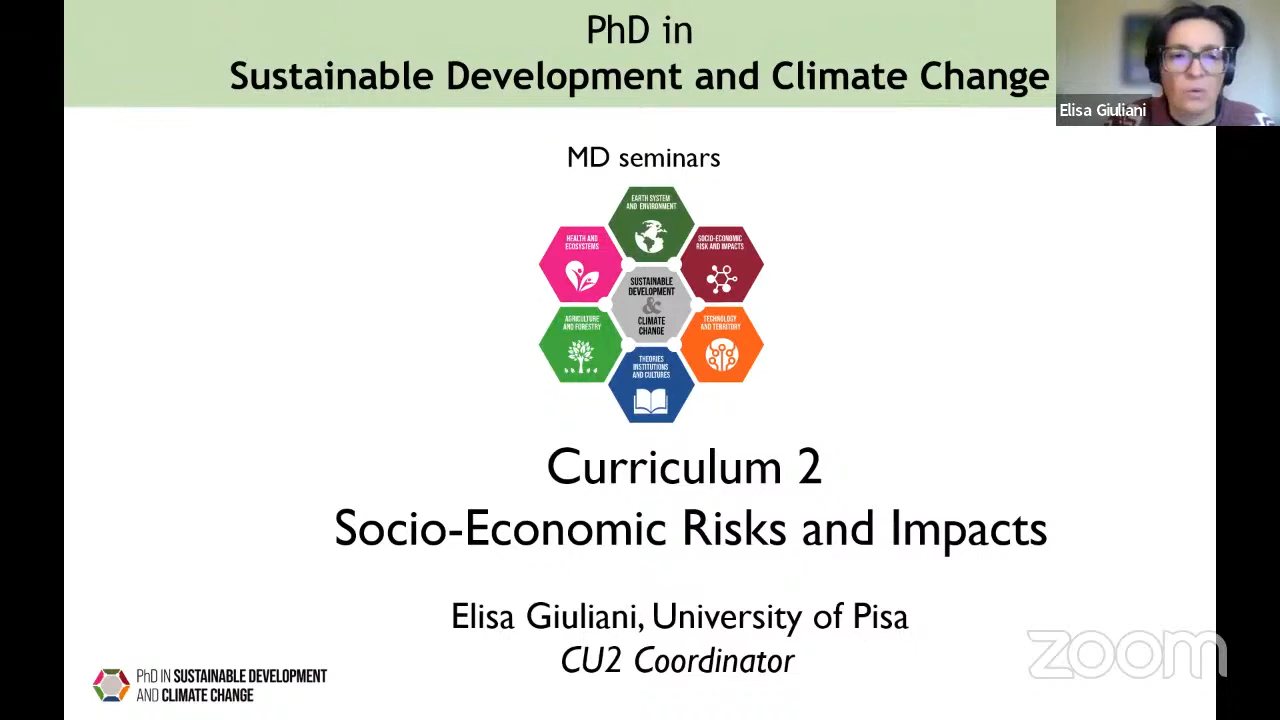 PhD in
Sustainable Development and Climate Change
Elisa Giuliani
MD seminars
EARTH SYSTEM
AND ENVIRONMENT
HEALTH AND
ECOSYSTEMS
SOCIO-ECONOMIC
RISK AND IMPACTS
SUSTAINABLE
DEVELOPMENT
&
CLIMATE
CHANGE
AGRICULTURE
AND FORESTRY
TECHNOLOGY
AND TERRITORY
THEORIES
INSTITUTIONS
AND CULTURES
Curriculum 2
Socio-Economic Risks and Impacts
Elisa Giuliani, University of Pisa
CU2 Coordinator
zoom
PhD IN SUSTAINABLE DEVELOPMENT
AND CLIMATE CHANGE